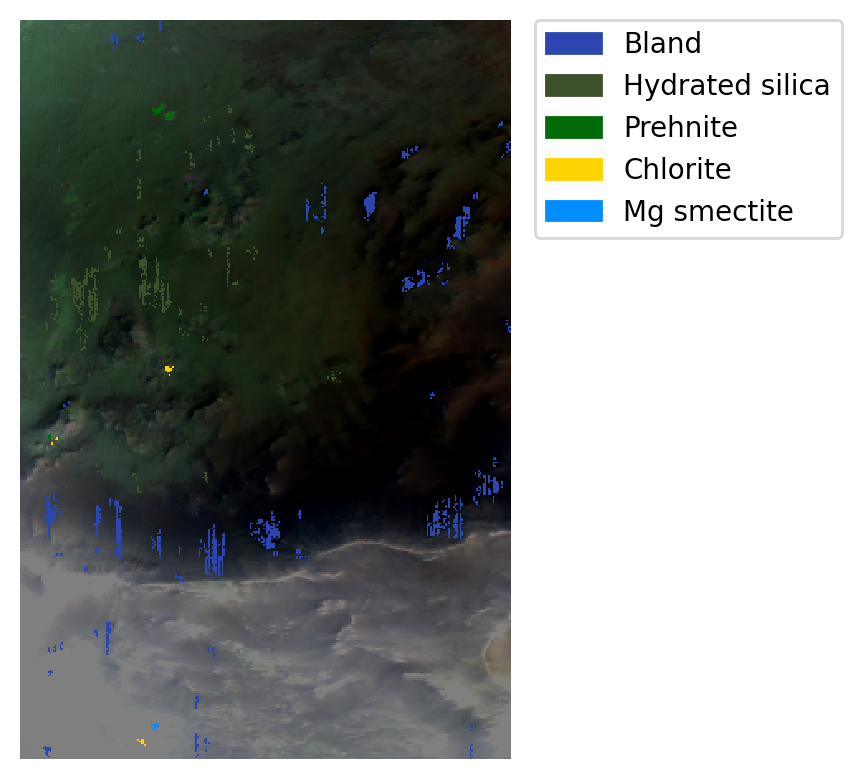 Bland
Hydrated silica
Prehnite
Chlorite
Mg smectite